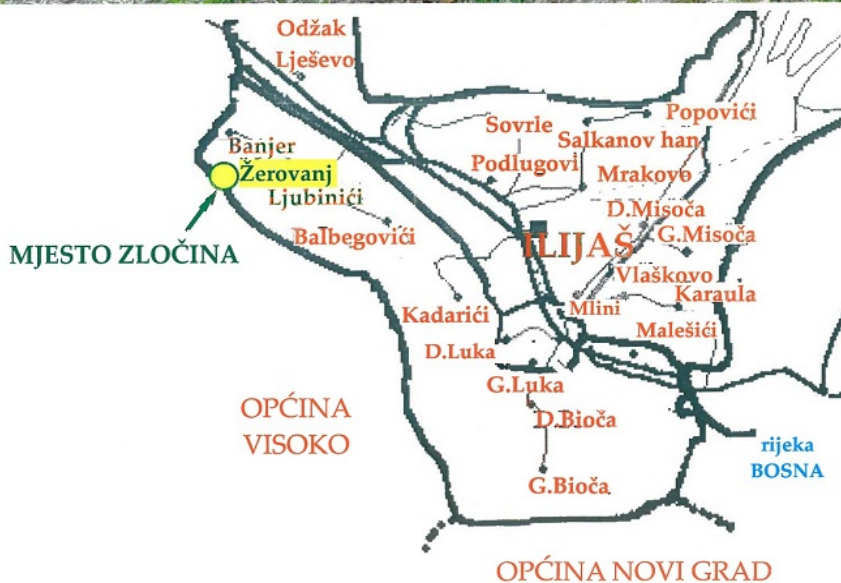 Odžak
Lješevo
Popovići
Sovrle
Salkanov han
Banjer
Podlugovi
Žerovanj
Mrakovo
Ljubinići
D.Misoča
MJESTO ZLOČINA
Balbegovići
ILIJAŠ
G.Misoča
Vlaškovo
Karaula
Kadarići
Mlini
Malešići
D.Luka
G.Luka
OPĆINA
VISOKO
D.Bioča
rijeka
BOSNA
G.Bioča
OPĆINA NOVI GRAD